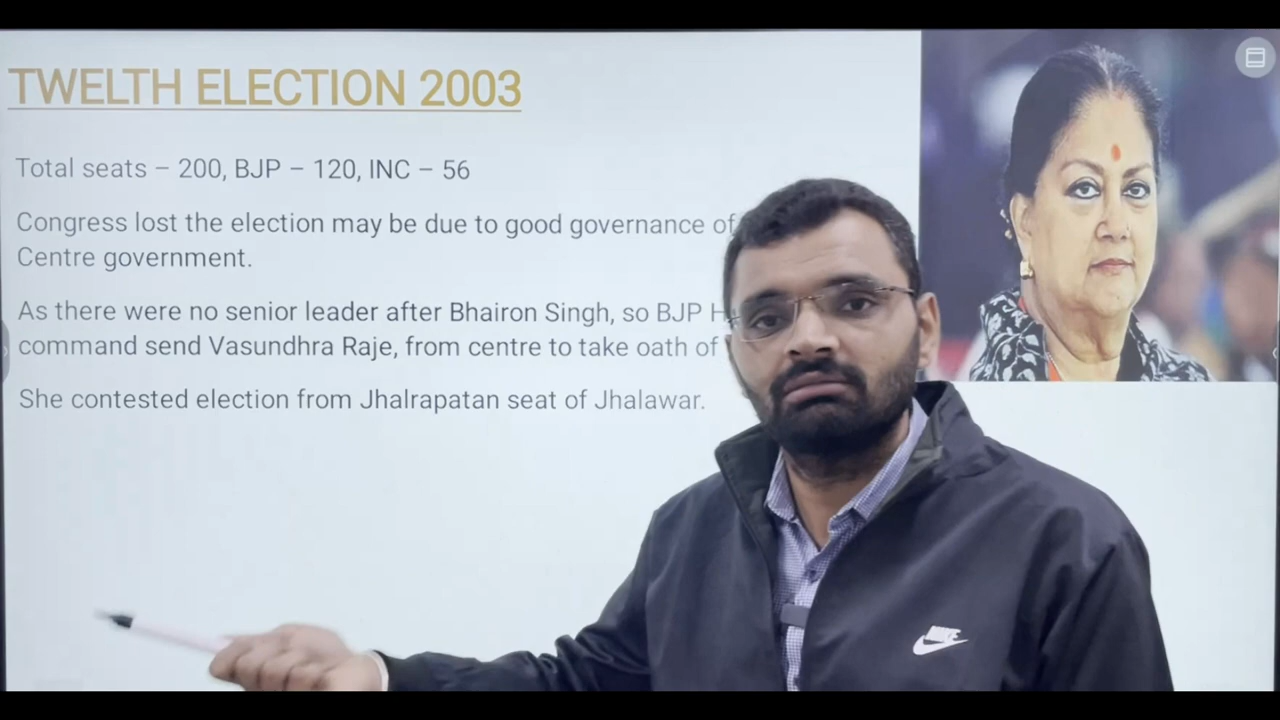 TWELTH ELECTION 2003
Total seats – 200, BJP – 120, INC – 56
Congress lost the election may be due to good governance of
Centre government.
As there were no senior leader after Bhairon Singh, so BJP H
command send Vasundhra Raje, from centre to take oath of
She contested election from Jhalrapatan seat of Jhalawar.
NIKE